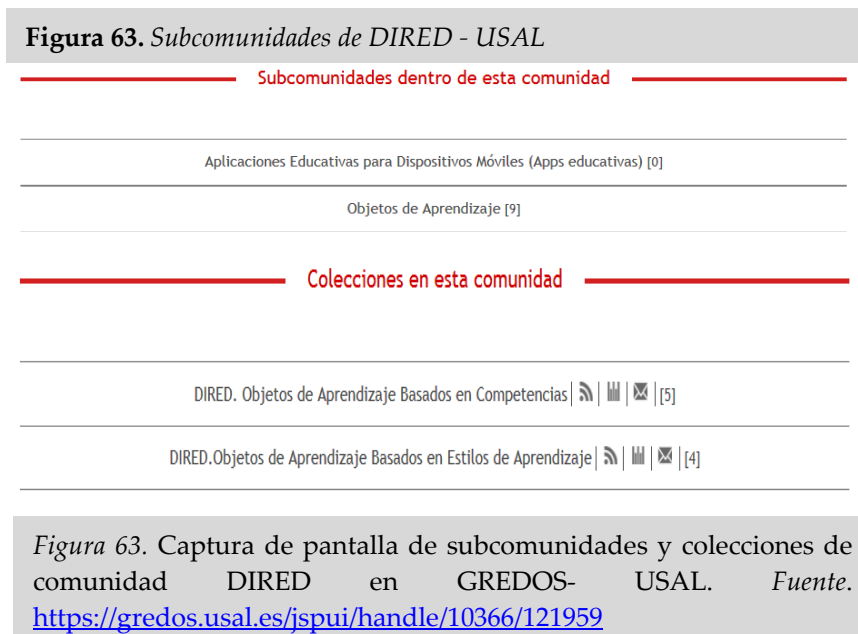 Figura 63. Subcomunidades de DIRED - USAL
Subcomunidades dentro de esta comunidad
Aplicaciones Educativas para Dispositivos Móviles (Apps educativas) [0]
Objetos de Aprendizaje [9]
Colecciones en esta comunidad
DIRED. Objetos de Aprendizaje Basados en Competencias| | | |[5]
DIRED.Objetos de Aprendizaje Basados en Estilos de Aprendizaje| | | |[4]
Figura 63. Captura de pantalla de subcomunidades y colecciones de
comunidad DIRED en GREDOS- USAL. Fuente.
https://gredos.usal.es/jspui/handle/10366/121959